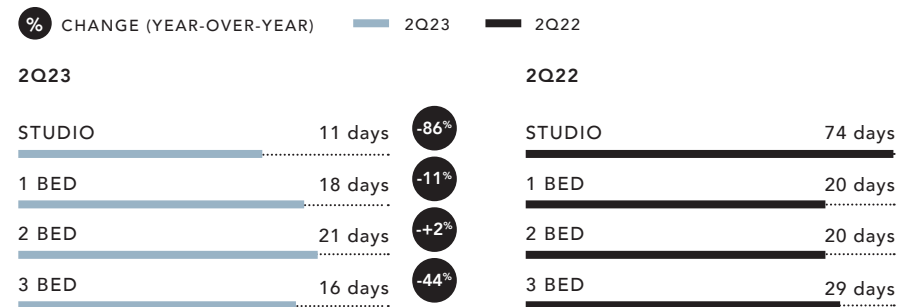 % CHANGE (YEAR-OVER-YEAR) 2Q23 2Q22
2Q23 2Q22
STUDIO 11 days -86% STUDIO 74 days
1 BED 18 days -11% 1 BED 20 days
2 BED 21 days -+2% 2 BED 20 days
3 BED 16 days -44% 3 BED 29 days